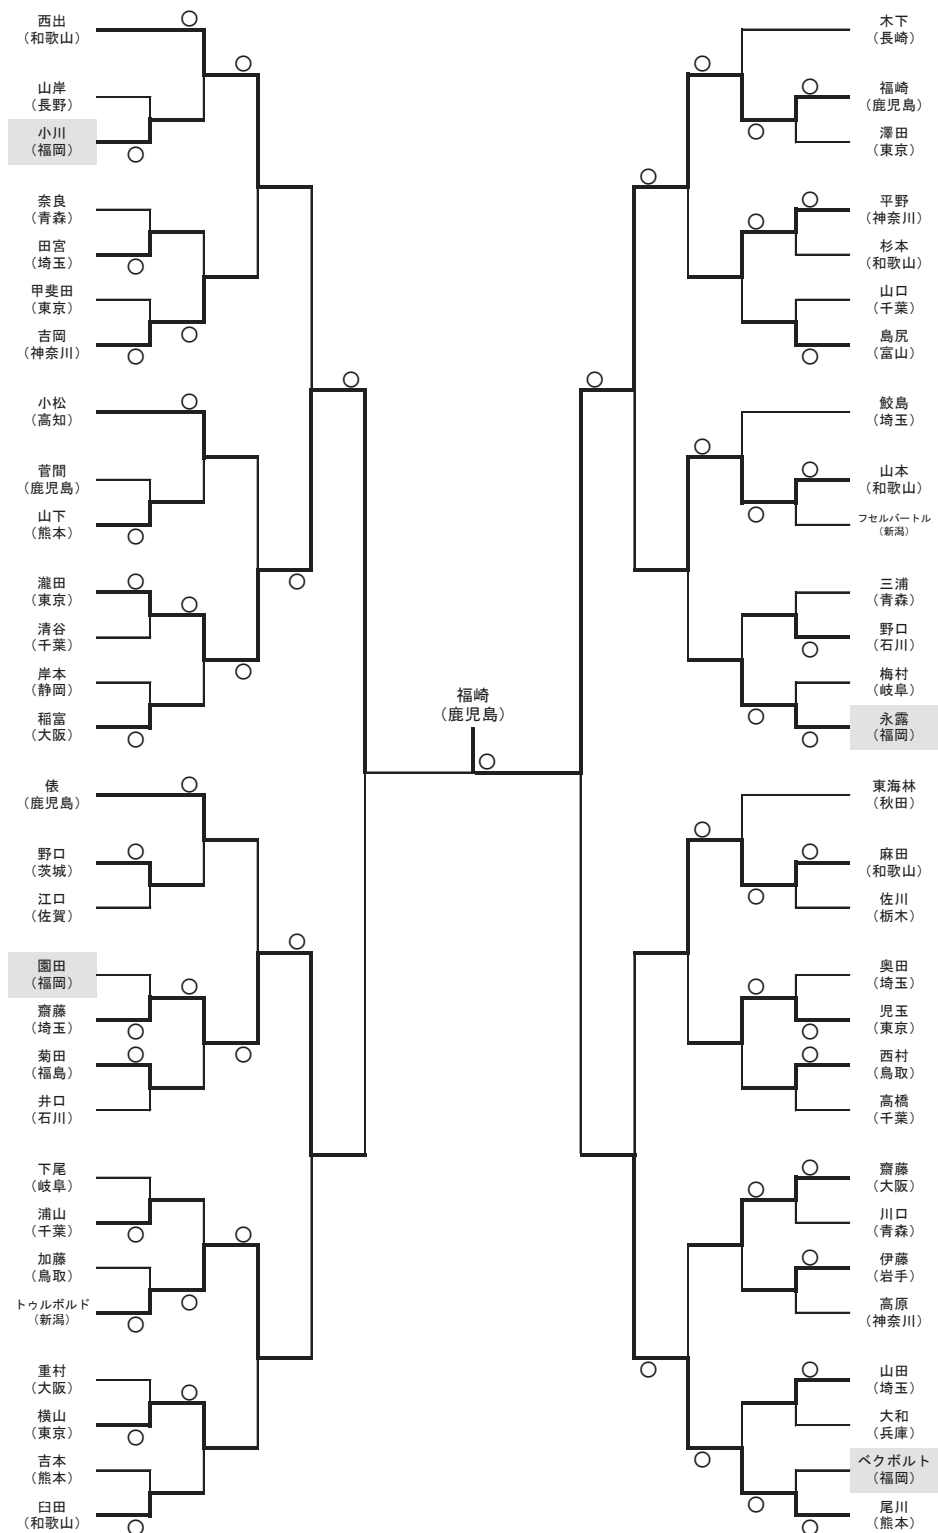 西出
(和歌山)
山岸
(長野)
小川
(福岡)
奈良
(青森)
田宮
(埼玉)
甲斐田
(東京)
吉岡
(神奈川)
小松
(高知)
菅間
(鹿児島)
山下
(熊本)
瀧田
(東京)
清谷
(千葉)
岸本
(静岡)
稲富
(大阪)
俵
(鹿児島)
野口
(茨城)
江口
(佐賀)
園田
(福岡)
齋藤
(埼玉)
菊田
(福島)
井口
(石川)
下尾
(岐阜)
浦山
(千葉)
加藤
(鳥取)
トゥルボルド
(新潟)
重村
(大阪)
横山
(東京)
吉本
(熊本)
臼田
(和歌山)
福崎
(鹿児島)
木下
(長崎)
福崎
(鹿児島)
澤田
(東京)
平野
(神奈川)
杉本
(和歌山)
山口
(千葉)
島尻
(富山)
鮫島
(埼玉)
山本
(和歌山)
フセルバートル
(新潟)
三浦
(青森)
野口
(石川)
梅村
(岐阜)
永露
(福岡)
東海林
(秋田)
麻田
(和歌山)
佐川
(栃木)
奥田
(埼玉)
児玉
(東京)
西村
(鳥取)
高橋
(千葉)
齋藤
(大阪)
川口
(青森)
伊藤
(岩手)
高原
(神奈川)
山田
(埼玉)
大和
(兵庫)
ベクボルト
(福岡)
尾川
(熊本)